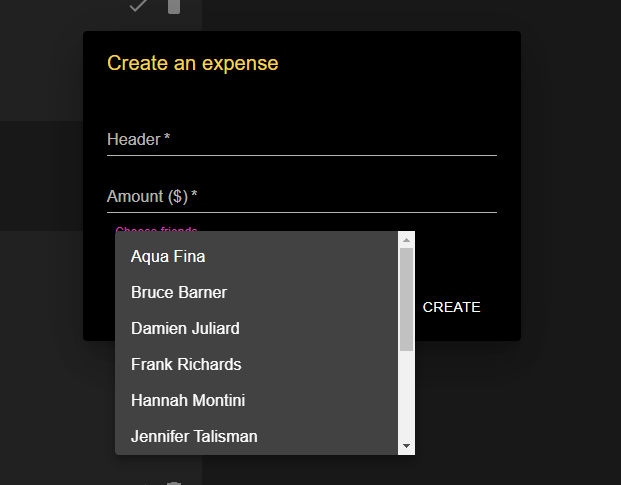 Create an expense
Header *
Amount ($) *
Choose friends
Aqua Fina
Bruce Barner
Damien Juliard
Frank Richards
Hannah Montini
Jennifer Talisman
CREATE